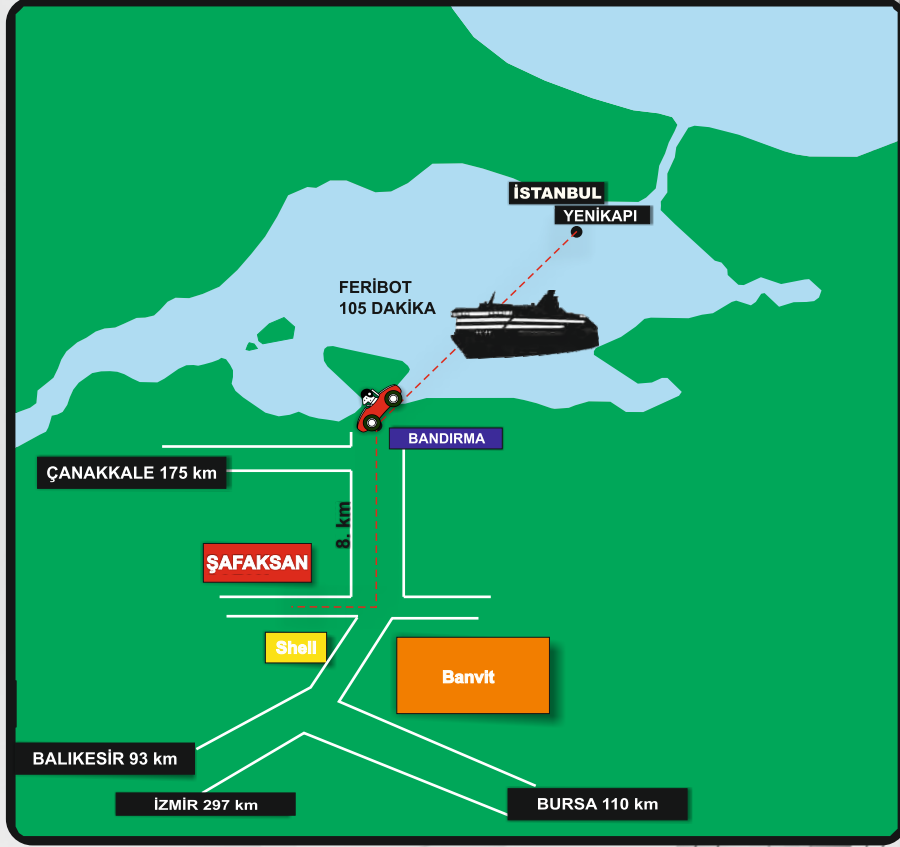 İSTANBUL
YENİKAPI
FERİBOT
105 DAKİKA
BANDIRMA
ÇANAKKALE 175 km
8. km
ŞAFAKSAN
Shell
Banvit
BALIKESİR 93 km
İZMİR 297 km
BURSA 110 km